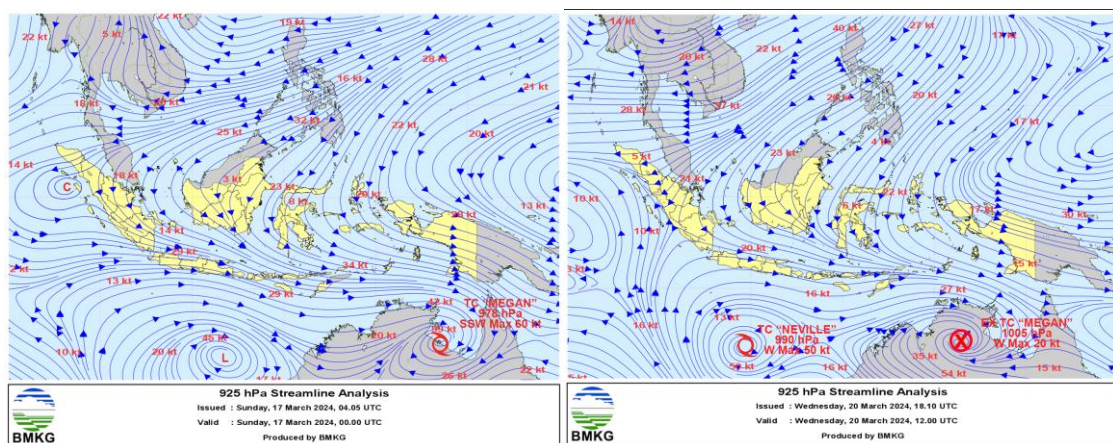 22 kt
5 kt
19 kt
28 kt
16 kt
21 kt
18 kt
32 kt
22 kt
25 kt
20 kt
14 kt
C
18 kt
3 kt
23 kt
8 kt
13 kt
14 kt
34 kt
13 kt
29 kt
TC "MEGAN"
978 hPa
SSW Max 60 kt
10 kt
20 kt
L
20 kt
26 kt
22 kt
925 hPa Streamline Analysis
Issued : Sunday, 17 March 2024, 04.05 UTC
Valid : Sunday, 17 March 2024, 00.00 UTC
Produced by BMKG
BMKG
14 kt
40 kt
27 kt
17 kt
20 kt
22 kt
20 kt
28 kt
37 kt
17 kt
23 kt
4 kt
5 kt
10 kt
22 kt
6 kt
17 kt
30 kt
10 kt
20 kt
16 kt
27 kt
16 kt
13 kt
TC "NEVILLE"
990 hPa
W Max 50 kt
EX TC "MEGAN"
1005 hPa
W Max 20 kt
35 kt
16 kt
54 kt
15 kt
925 hPa Streamline Analysis
Issued : Wednesday, 20 March 2024, 18.10 UTC
Valid : Wednesday, 20 March 2024, 12.00 UTC
Produced by BMKG
BMKG